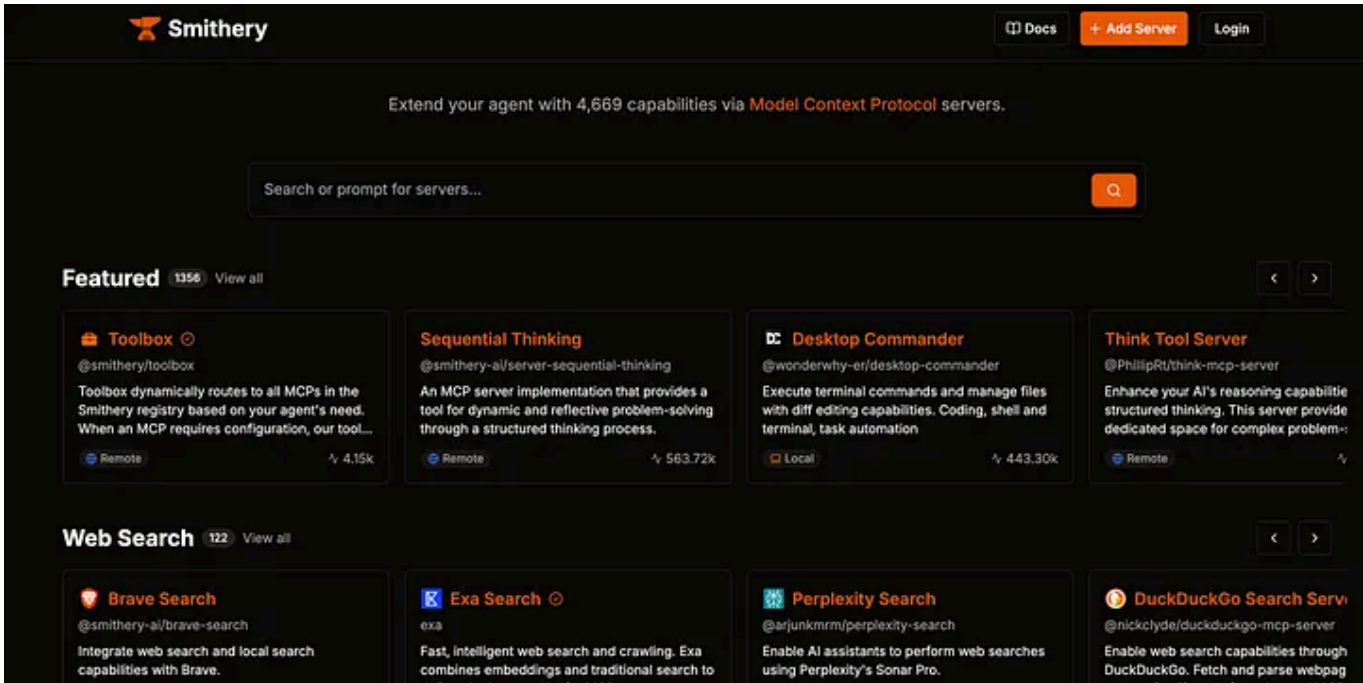 Smithery
Docs
+ Add Server
Login
Extend your agent with 4,669 capabilities via Model Context Protocol servers.
Search or prompt for servers...
Featured 1356 View all
Toolbox
@smithery/toolbox
Toolbox dynamically routes to all MCPs in the
Smithery registry based on your agent's need.
When an MCP requires configuration, our tool...
Remote 4.15k
Sequential Thinking
@smithery-ai/server-sequential-thinking
An MCP server implementation that provides a
tool for dynamic and reflective problem-solving
through a structured thinking process.
Remote 563.72k
DC Desktop Commander
@wonderwhy-er/desktop-commander
Execute terminal commands and manage files
with diff editing capabilities. Coding, shell and
terminal, task automation
Local 443.30k
Think Tool Server
@PhillipRt/think-mcp-server
Enhance your AI's reasoning capabilitie
structured thinking. This server provide
dedicated space for complex problem-
Remote
Web Search 122 View all
Brave Search
@smithery-ai/brave-search
Integrate web search and local search
capabilities with Brave.
Exa Search
exa
Fast, intelligent web search and crawling. Exa
combines embeddings and traditional search to
Perplexity Search
@arjunkmrm/perplexity-search
Enable AI assistants to perform web searches
using Perplexity's Sonar Pro.
DuckDuckGo Search Serv
@nickclyde/duckduckgo-mcp-server
Enable web search capabilities through
DuckDuckGo. Fetch and parse webpag